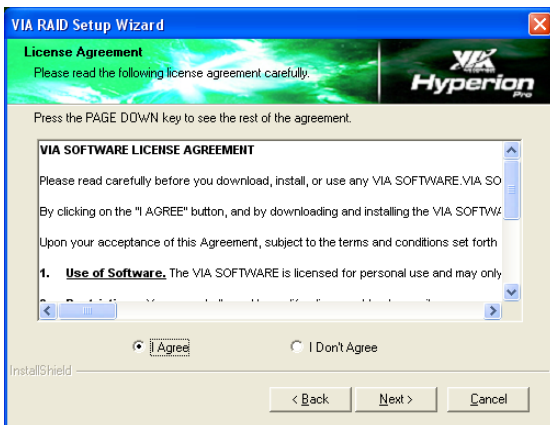 VIA RAID Setup Wizard
License Agreement
Please read the following license agreement carefully.
VIA
Hyperion
Pro
Press the PAGE DOWN key to see the rest of the agreement.
VIA SOFTWARE LICENSE AGREEMENT
Please read carefully before you download, install, or use any VIA SOFTWARE.VIA SO
By clicking on the "I AGREE" button, and by downloading and installing the VIA SOFTWA
Upon your acceptance of this Agreement, subject to the terms and conditions set forth
1. Use of Software. The VIA SOFTWARE is licensed for personal use and may only
I Agree
I Don't Agree
InstallShield
< Back
Next >
Cancel